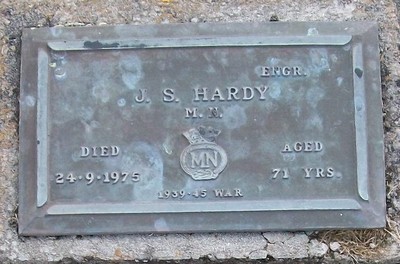 ENGR.
J. S. HARDY
M. N.
DIED AGED
MN
24·9·1975 71 YRS.
1939-45 WAR